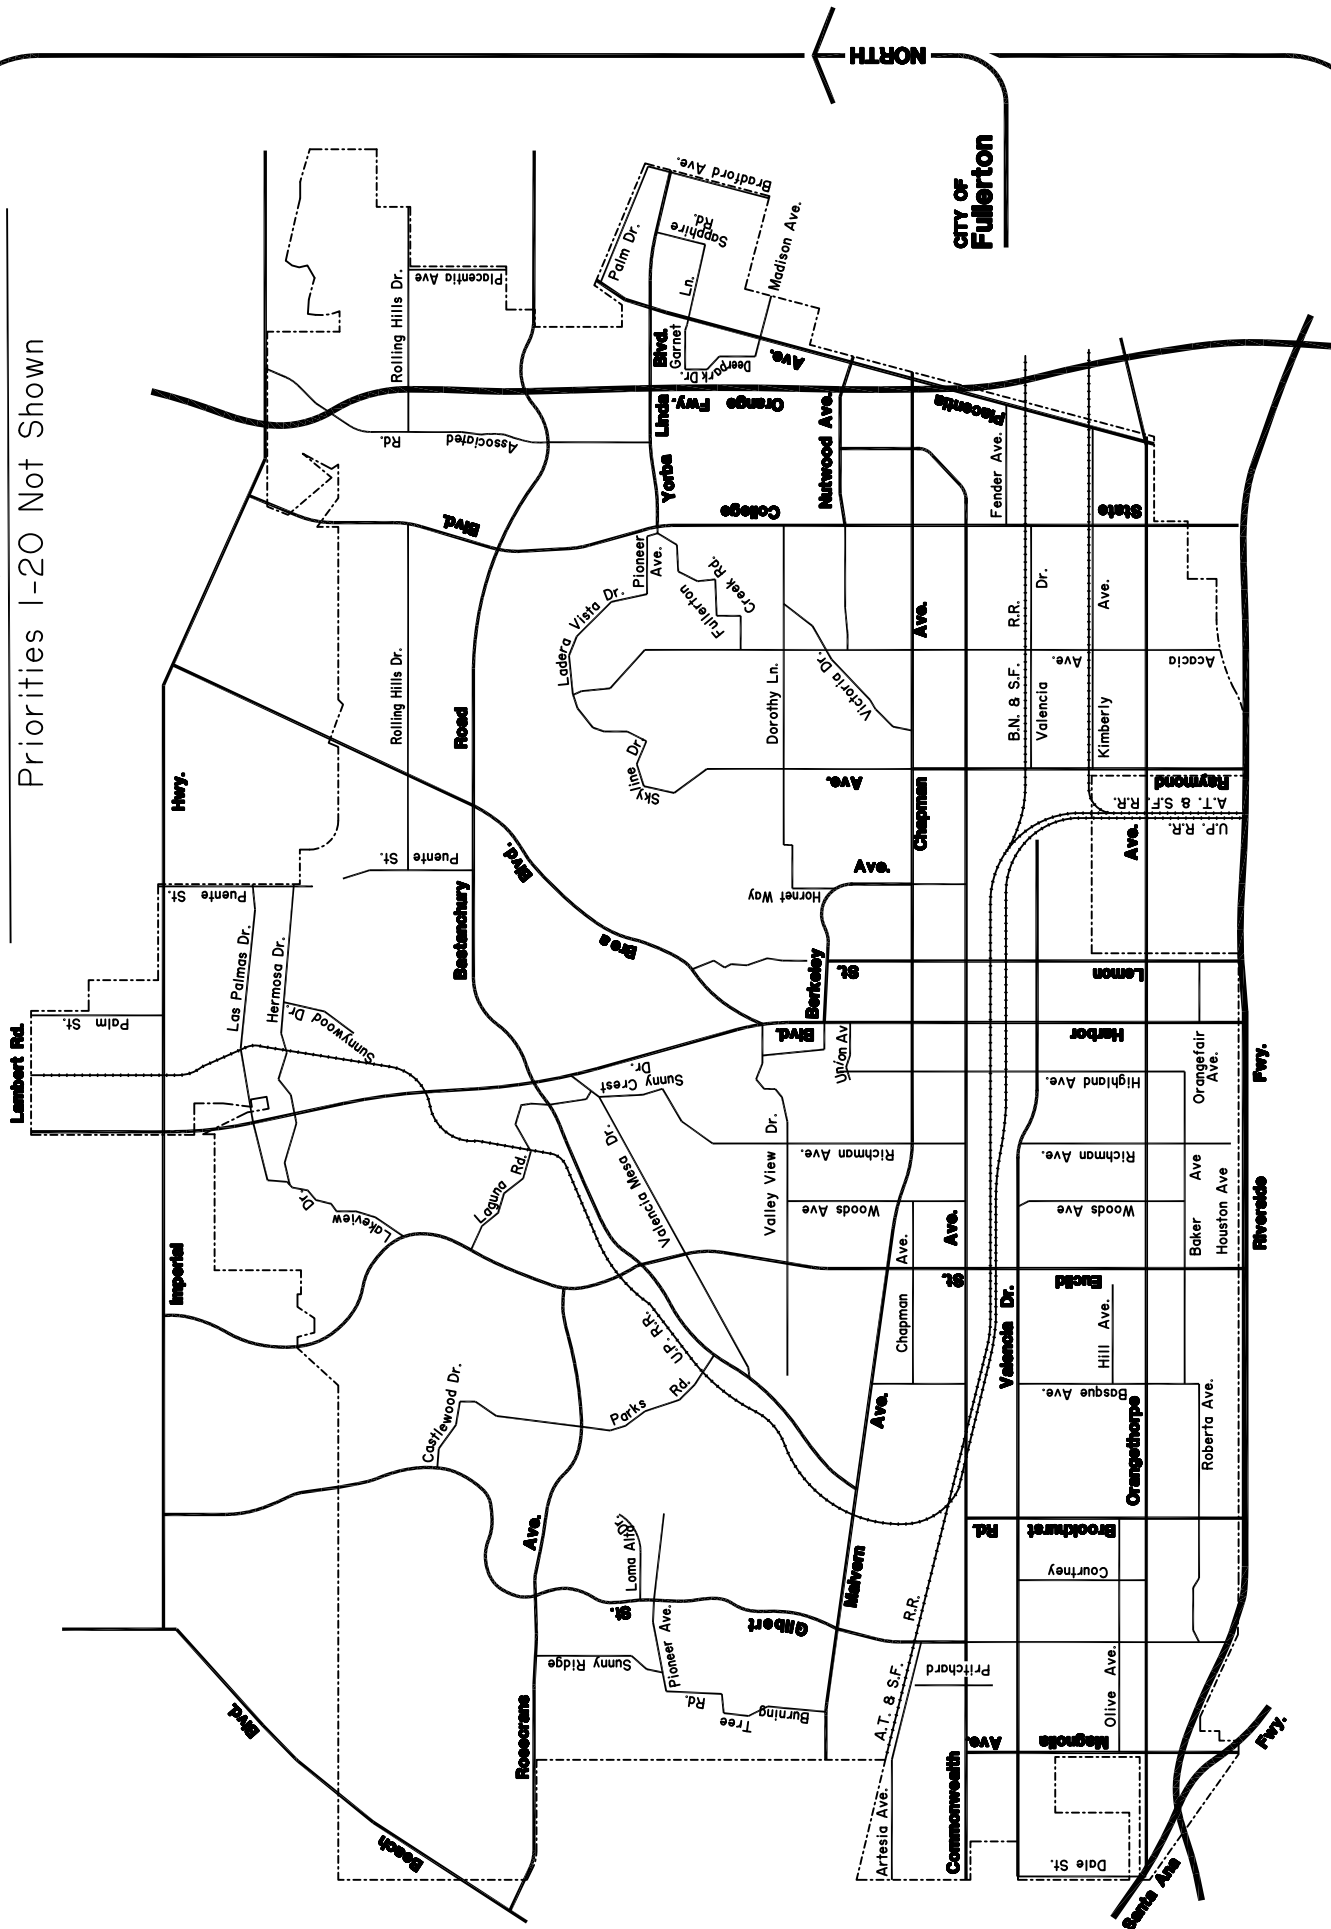 Priorities 1-20 Not Shown
NORTH
CITY OF
Fullerton
Bradford Ave.
Palm Dr.
Sapphire
Rd.
Madison Ave.
Placentia Ave
Rolling Hills Dr.
Ln.
Garnet
Blvd.
Deerpark Dr.
Ave.
Orange Fwy.
Linda
Yorba
Nutwood Ave.
Placentia
Associated
Rd.
Fender Ave.
College
State
Blvd.
Pioneer
Ave.
Ladera Vista Dr.
Fullerton
Creek Rd.
Dr.
Ave.
R.R.
Ave.
Acacia
Ave.
Rolling Hills Dr.
Dorothy Ln.
Victoria Dr.
B.N. & S.F.
Valencia
Kimberly
Road
Skyline Dr.
Hwy.
Ave.
Raymond
A.T. & S.F. R.R.
U.P. R.R.
Chapman
Ave.
Puente St.
Blvd.
Ave.
Hornet Way
Puente St.
Bastanchury
Brea
Las Palmas Dr.
Hermosa Dr.
Berkeley
St.
Lemon
Palm St.
Sunnywood Dr.
Lambert Rd.
Blvd.
Union Av
Harbor
Orangefair
Ave.
Fwy.
Sunny Crest
Dr.
Highland Ave.
Valencia Mesa Dr.
Valley View Dr.
Richman Ave.
Richman Ave.
Laguna Rd.
Lakeview
Dr.
Woods Ave
Woods Ave
Baker Ave
Houston Ave
Riverside
Imperial
Ave.
Ave.
St.
Euclid
U.P. R.R.
Chapman
Valencia Dr.
Hill Ave.
Castlewood Dr.
Parks Rd.
Ave.
Basque Ave.
Orangethorpe
Roberta Ave.
Ave.
Loma Alta
Dr.
Rd.
Brookhurst
Courtney
Malvern
St.
Gilbert
R.R.
Sunny Ridge
Pioneer Ave.
Pritchard
Olive Ave.
Burning
Tree
Rd.
A.T. & S.F.
Ave.
Magnolia
Blvd.
Rosecrans
Fwy.
Beach
Artesia Ave.
Commonwealth
Dale St.
Santa Ana